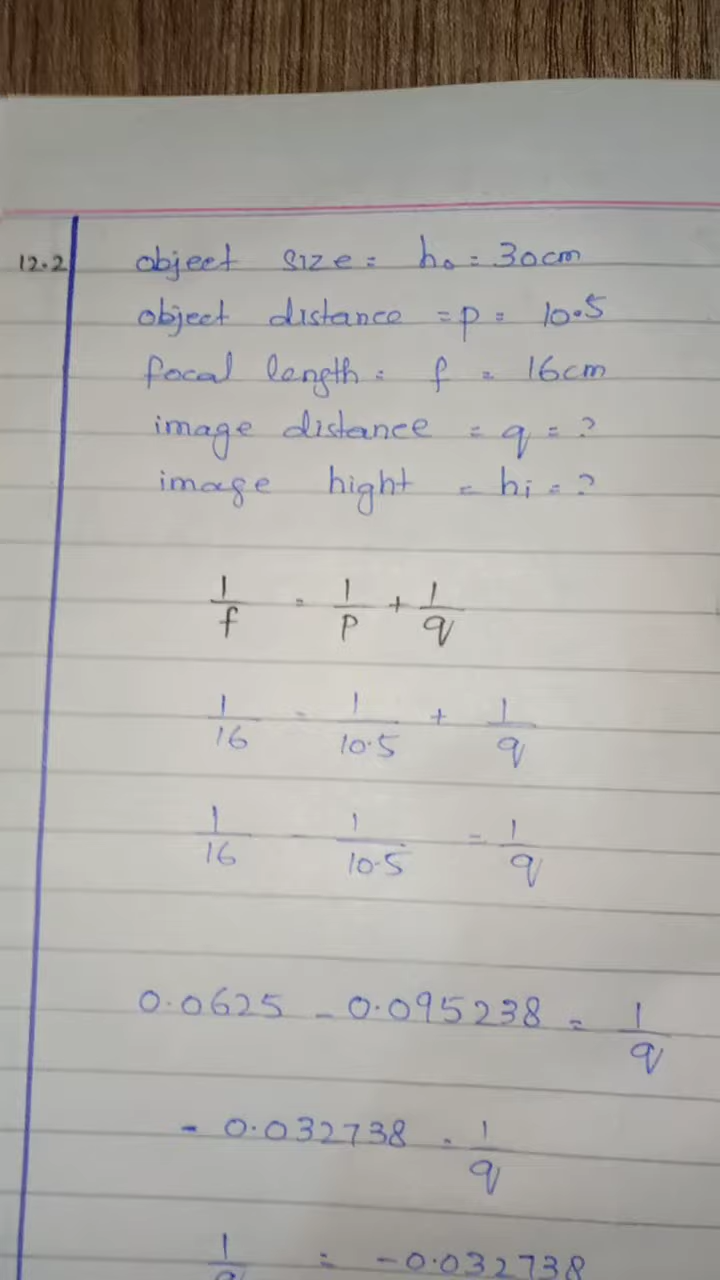 12.2 object size = h₀ = 30cm
object distance = p = 10.5
focal length = f = 16cm
image distance = q = ?
image hight = hi = ?
1/f = 1/p + 1/q
1/16 = 1/10.5 + 1/q
1/16 - 1/10.5 = 1/q
0.0625 - 0.095238 = 1/q
- 0.032738 = 1/q
1/q = -0.032738